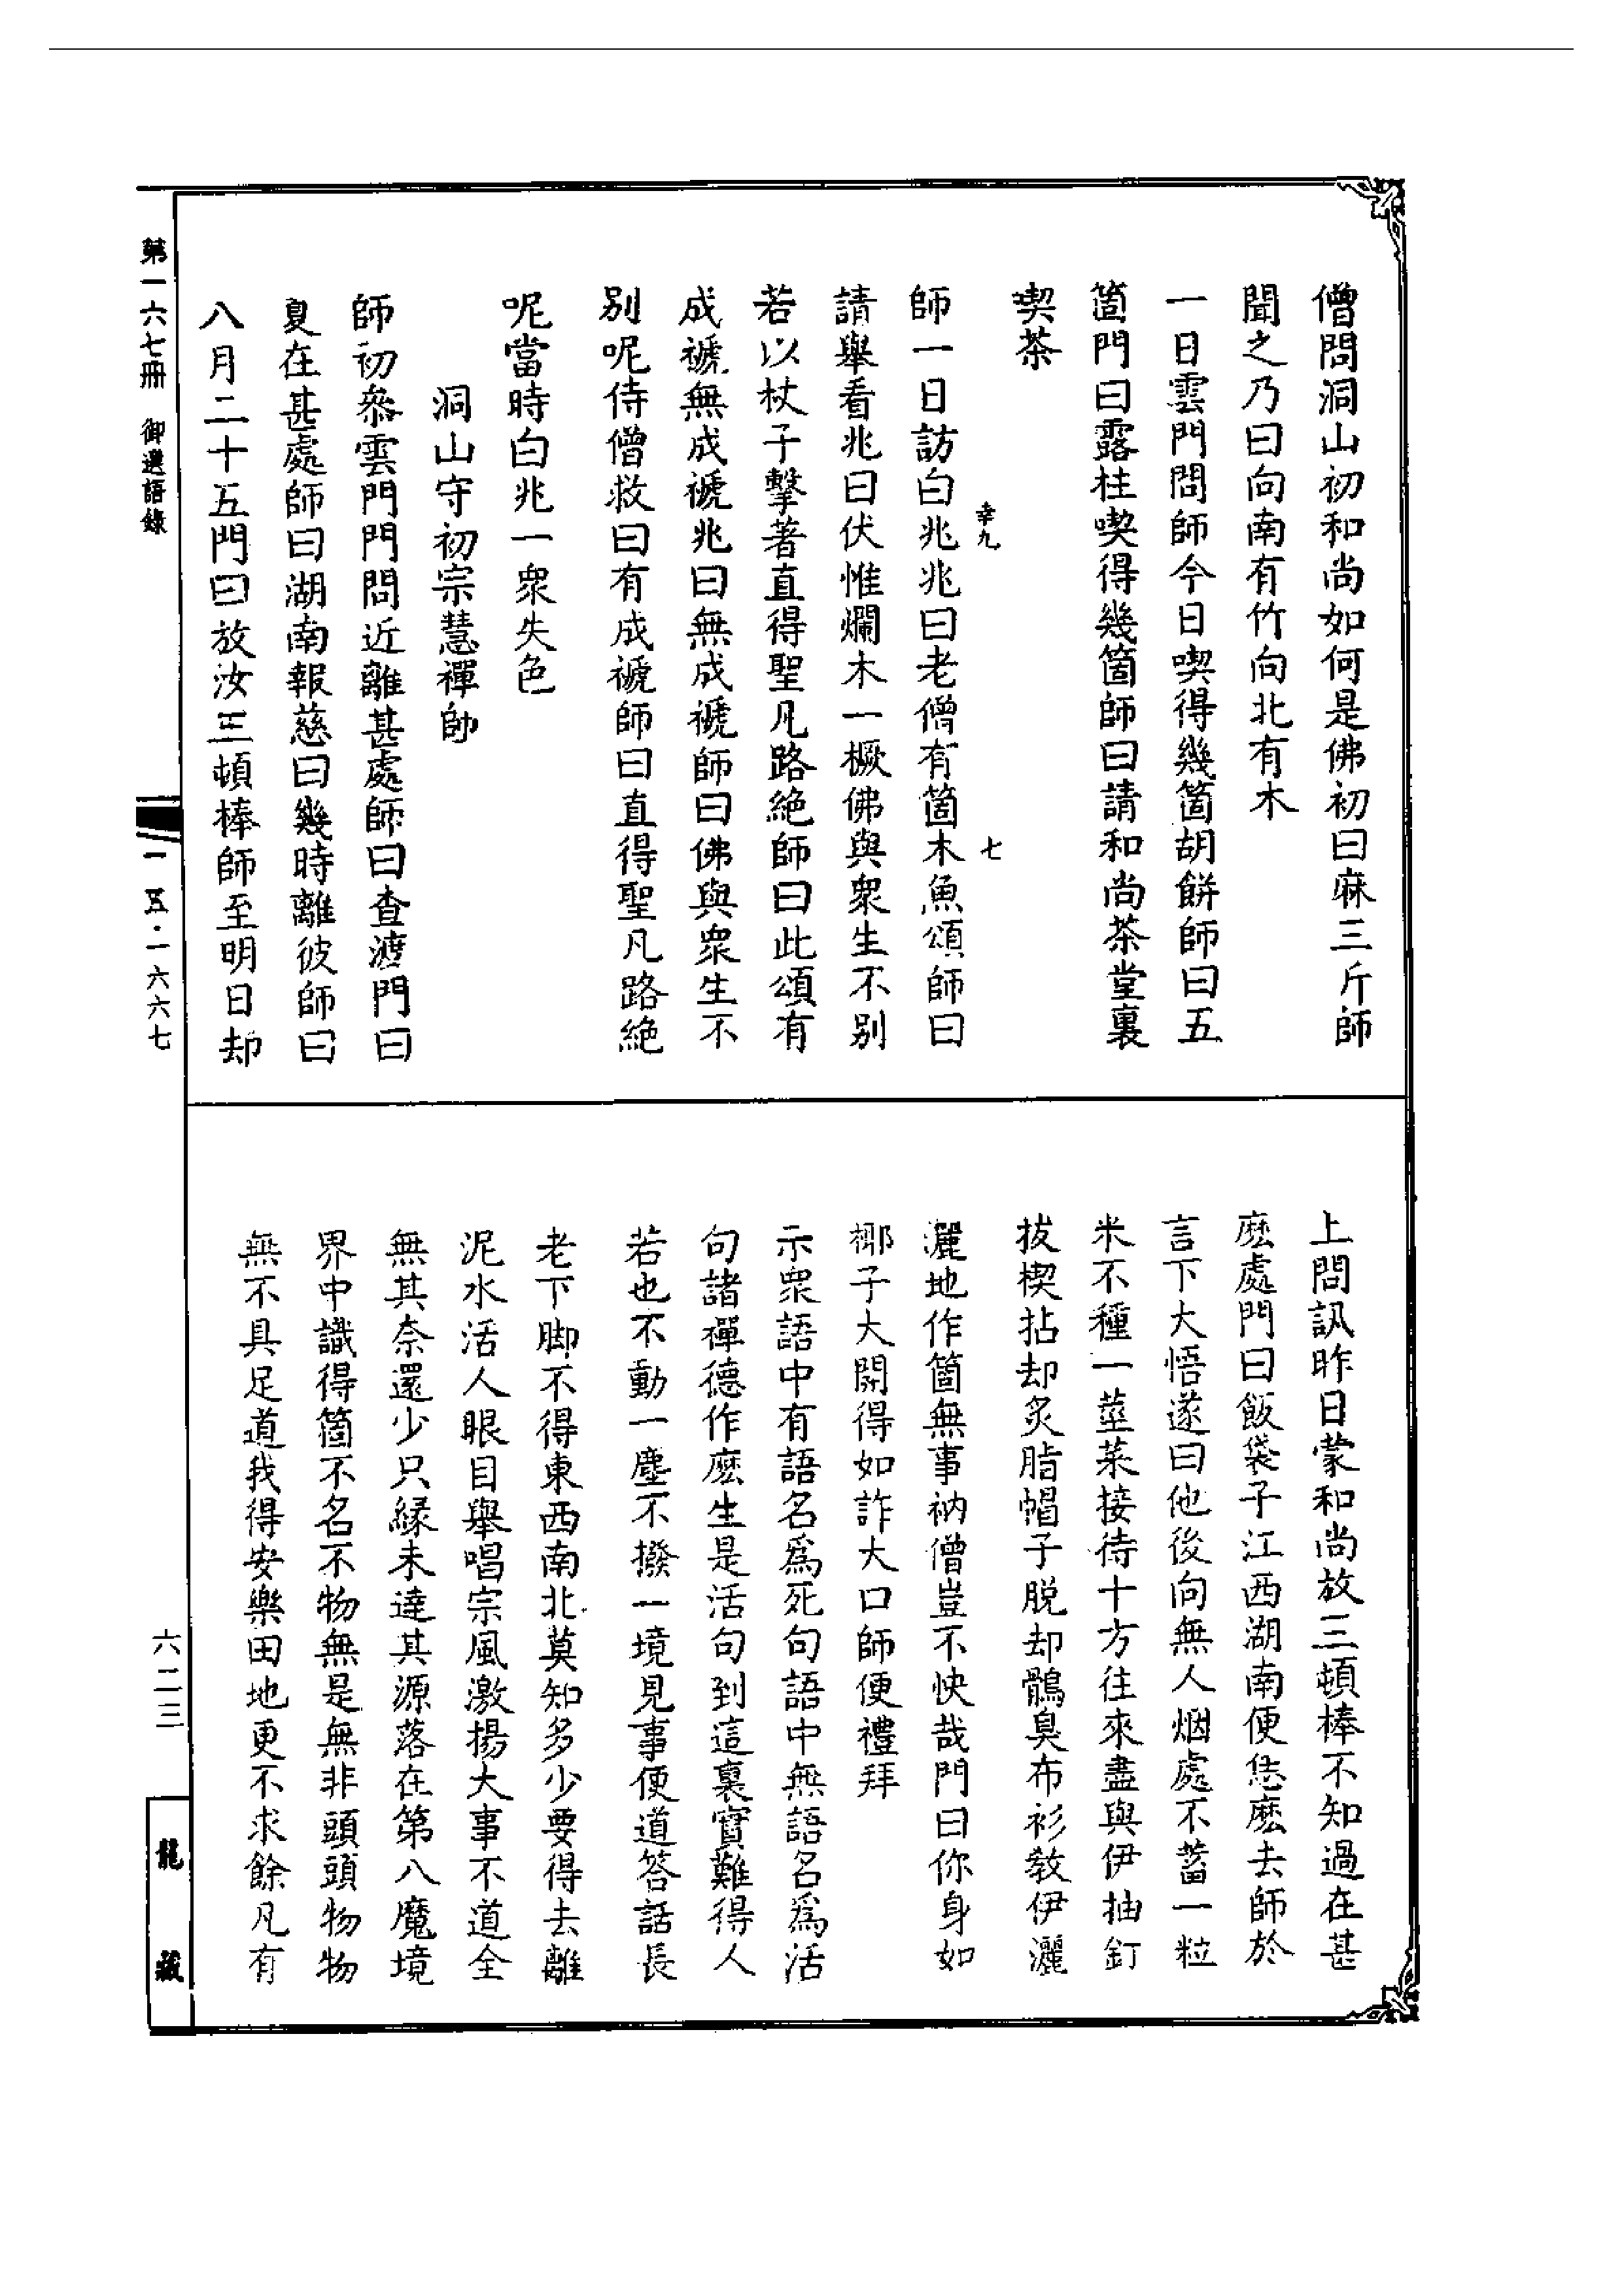 僧問洞山初和尚如何是佛初曰麻三斤師
聞之乃曰向南有竹向北有木
一日雲門問師今日喫得幾箇胡餅師曰五
箇門曰露柱喫得幾箇師曰請和尚茶堂裏
喫茶
幸九
七
師一日訪白兆兆曰老僧有箇木魚頌師曰
請舉看兆曰伏惟爛木一橛佛與衆生不別
若以杖子擊著直得聖凡路絶師曰此頌有
成褫無成褫兆曰無成褫師曰佛與衆生不
別呢侍僧救曰有成褫師曰直得聖凡路絶
呢當時白兆一衆失色
洞山守初宗慧禪師
師初叅雲門門問近離甚處師曰查渡門曰
夏在甚處師曰湖南報慈曰幾時離彼師曰
八月二十五門曰放汝三頓棒師至明日却
上問訊昨日蒙和尚放三頓棒不知過在甚
麽處門曰飯袋子江西湖南便恁麽去師於
言下大悟遂曰他後向無人烟處不蓄一粒
米不種一莖菜接待十方往來盡與伊抽釘
拔楔拈却炙脂帽子脱却鶻臭布衫教伊灑
灑地作箇無事衲僧豈不快哉門曰你身如
椰子大開得如許大口師便禮拜
示衆語中有語名爲死句語中無語名爲活
句諸禪德作麽生是活句到這裏實難得人
若也不動一塵不撥一境見事便道答話長
老下脚不得東西南北莫知多少要得去離
泥水活人眼目舉唱宗風激揚大事不道全
無其奈還少只緣未達其源落在第八魔境
界中識得箇不名不物無是無非頭頭物物
無不具足道我得安樂田地更不求餘凡有
第一六七冊 御選語錄
一五·一六六七
六二三
龍藏